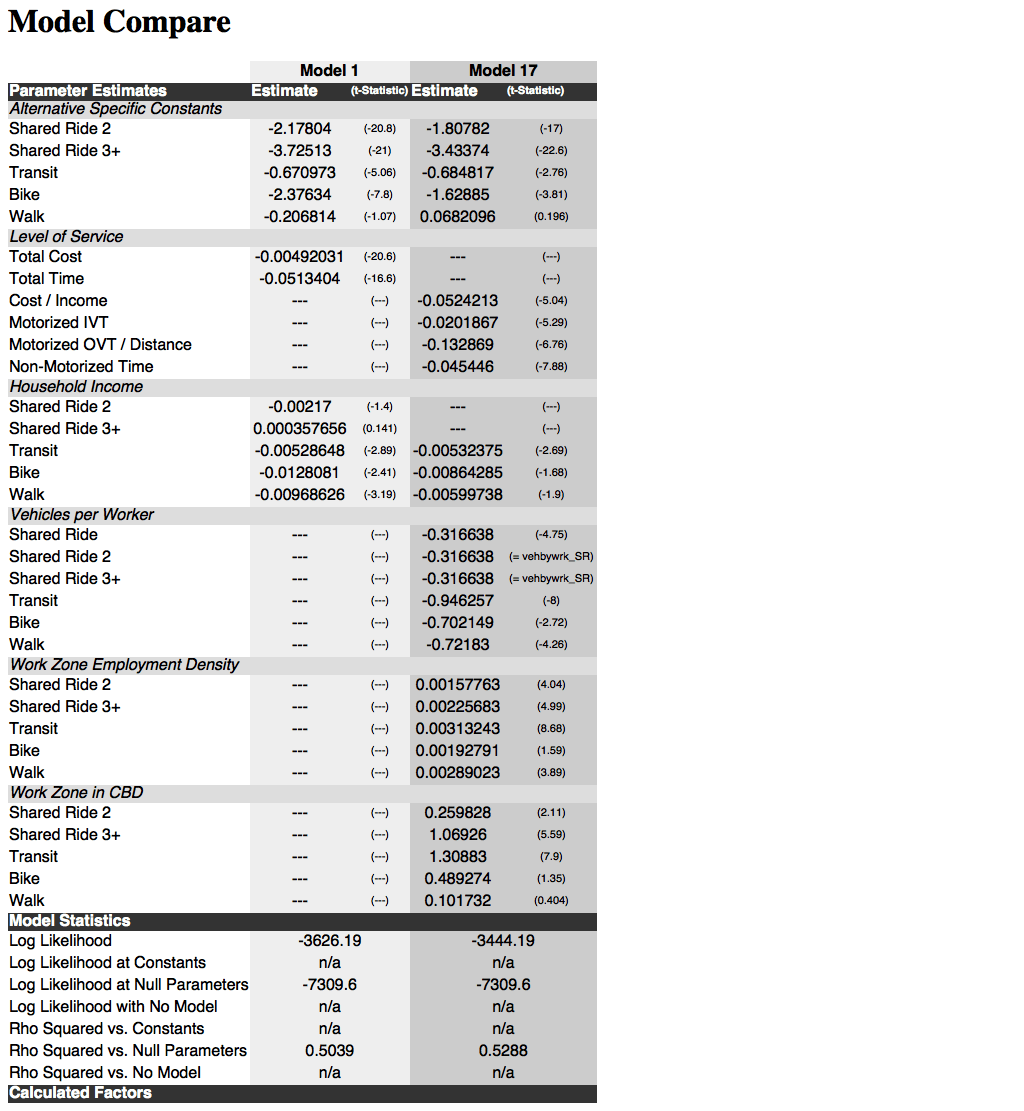 Model Compare
Model 1 Model 17
Parameter Estimates Estimate (t-Statistic) Estimate (t-Statistic)
Alternative Specific Constants
Shared Ride 2 -2.17804 (-20.8) -1.80782 (-17)
Shared Ride 3+ -3.72513 (-21) -3.43374 (-22.6)
Transit -0.670973 (-5.06) -0.684817 (-2.76)
Bike -2.37634 (-7.8) -1.62885 (-3.81)
Walk -0.206814 (-1.07) 0.0682096 (0.196)
Level of Service
Total Cost -0.00492031 (-20.6) --- (---)
Total Time -0.0513404 (-16.6) --- (---)
Cost / Income --- (---) -0.0524213 (-5.04)
Motorized IVT --- (---) -0.0201867 (-5.29)
Motorized OVT / Distance --- (---) -0.132869 (-6.76)
Non-Motorized Time --- (---) -0.045446 (-7.88)
Household Income
Shared Ride 2 -0.00217 (-1.4) --- (---)
Shared Ride 3+ 0.000357656 (0.141) --- (---)
Transit -0.00528648 (-2.89) -0.00532375 (-2.69)
Bike -0.0128081 (-2.41) -0.00864285 (-1.68)
Walk -0.00968626 (-3.19) -0.00599738 (-1.9)
Vehicles per Worker
Shared Ride --- (---) -0.316638 (-4.75)
Shared Ride 2 --- (---) -0.316638 (= vehbywrk_SR)
Shared Ride 3+ --- (---) -0.316638 (= vehbywrk_SR)
Transit --- (---) -0.946257 (-8)
Bike --- (---) -0.702149 (-2.72)
Walk --- (---) -0.72183 (-4.26)
Work Zone Employment Density
Shared Ride 2 --- (---) 0.00157763 (4.04)
Shared Ride 3+ --- (---) 0.00225683 (4.99)
Transit --- (---) 0.00313243 (8.68)
Bike --- (---) 0.00192791 (1.59)
Walk --- (---) 0.00289023 (3.89)
Work Zone in CBD
Shared Ride 2 --- (---) 0.259828 (2.11)
Shared Ride 3+ --- (---) 1.06926 (5.59)
Transit --- (---) 1.30883 (7.9)
Bike --- (---) 0.489274 (1.35)
Walk --- (---) 0.101732 (0.404)
Model Statistics
Log Likelihood -3626.19 -3444.19
Log Likelihood at Constants n/a n/a
Log Likelihood at Null Parameters -7309.6 -7309.6
Log Likelihood with No Model n/a n/a
Rho Squared vs. Constants n/a n/a
Rho Squared vs. Null Parameters 0.5039 0.5288
Rho Squared vs. No Model n/a n/a
Calculated Factors